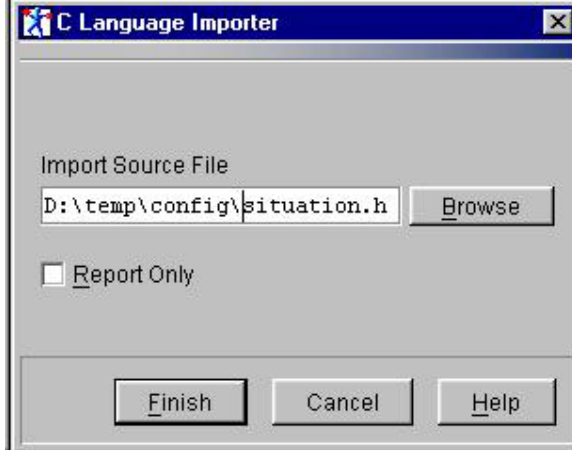 C Language Importer
Import Source File
D:\temp\config\situation.h
Browse
Report Only
Finish
Cancel
Help